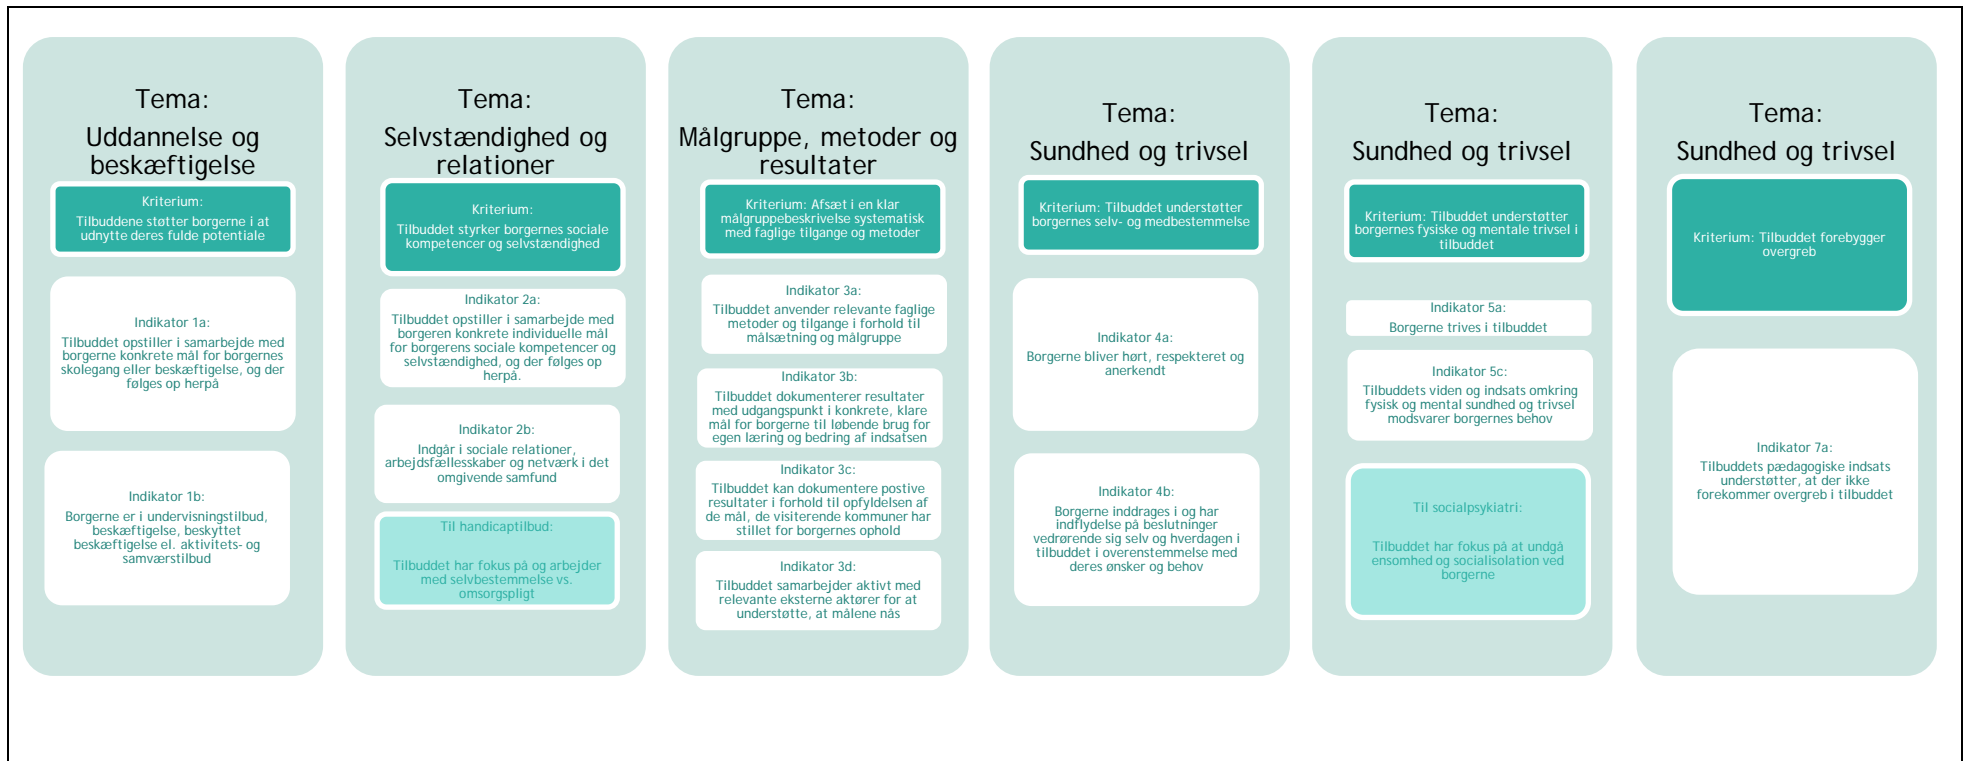 Tema:
Uddannelse og
beskæftigelse
Kriterium:
Tilbuddene støtter borgerne i at
udnytte deres fulde potentiale
Indikator 1a:
Tilbuddet opstiller i samarbejde med
borgerne konkrete mål for borgernes
skolegang eller beskæftigelse, og der
følges op herpå
Indikator 1b:
Borgerne er i undervisningstilbud,
beskæftigelse, beskyttet
beskæftigelse el. aktivitets- og
samværstilbud
Tema:
Selvstændighed og
relationer
Kriterium:
Tilbuddet styrker borgernes sociale
kompetencer og selvstændighed
Indikator 2a:
Tilbuddet opstiller i samarbejde med
borgeren konkrete individuelle mål
for borgerens sociale kompetencer og
selvstændighed, og der følges op
herpå.
Indikator 2b:
Indgår i sociale relationer,
arbejdsfællesskaber og netværk i det
omgivende samfund
Til handicaptilbud:
Tilbuddet har fokus på og arbejder
med selvbestemmelse vs.
omsorgspligt
Tema:
Målgruppe, metoder og
resultater
Kriterium: Afsæt i en klar
målgruppebeskrivelse systematisk
med faglige tilgange og metoder
Indikator 3a:
Tilbuddet anvender relevante faglige
metoder og tilgange i forhold til
målsætning og målgruppe
Indikator 3b:
Tilbuddet dokumenterer resultater
med udgangspunkt i konkrete, klare
mål for borgerne til løbende brug for
egen læring og bedring af indsatsen
Indikator 3c:
Tilbuddet kan dokumentere postive
resultater i forhold til opfyldelsen af
de mål, de visiterende kommuner har
stillet for borgernes ophold
Indikator 3d:
Tilbuddet samarbejder aktivt med
relevante eksterne aktører for at
understøtte, at målene nås
Tema:
Sundhed og trivsel
Kriterium: Tilbuddet understøtter
borgernes selv- og medbestemmelse
Indikator 4a:
Borgerne bliver hørt, respekteret og
anerkendt
Indikator 4b:
Borgerne inddrages i og har
indflydelse på beslutninger
vedrørende sig selv og hverdagen i
tilbuddet i overenstemmelse med
deres ønsker og behov
Tema:
Sundhed og trivsel
Kriterium: Tilbuddet understøtter
borgernes fysiske og mentale trivsel i
tilbuddet
Indikator 5a:
Borgerne trives i tilbuddet
Indikator 5c:
Tilbuddets viden og indsats omkring
fysisk og mental sundhed og trivsel
modsvarer borgernes behov
Til socialpsykiatri:
Tilbuddet har fokus på at undgå
ensomhed og socialisolation ved
borgerne
Tema:
Sundhed og trivsel
Kriterium: Tilbuddet forebygger
overgreb
Indikator 7a:
Tilbuddets pædagogiske indsats
understøtter, at der ikke
forekommer overgreb i tilbuddet